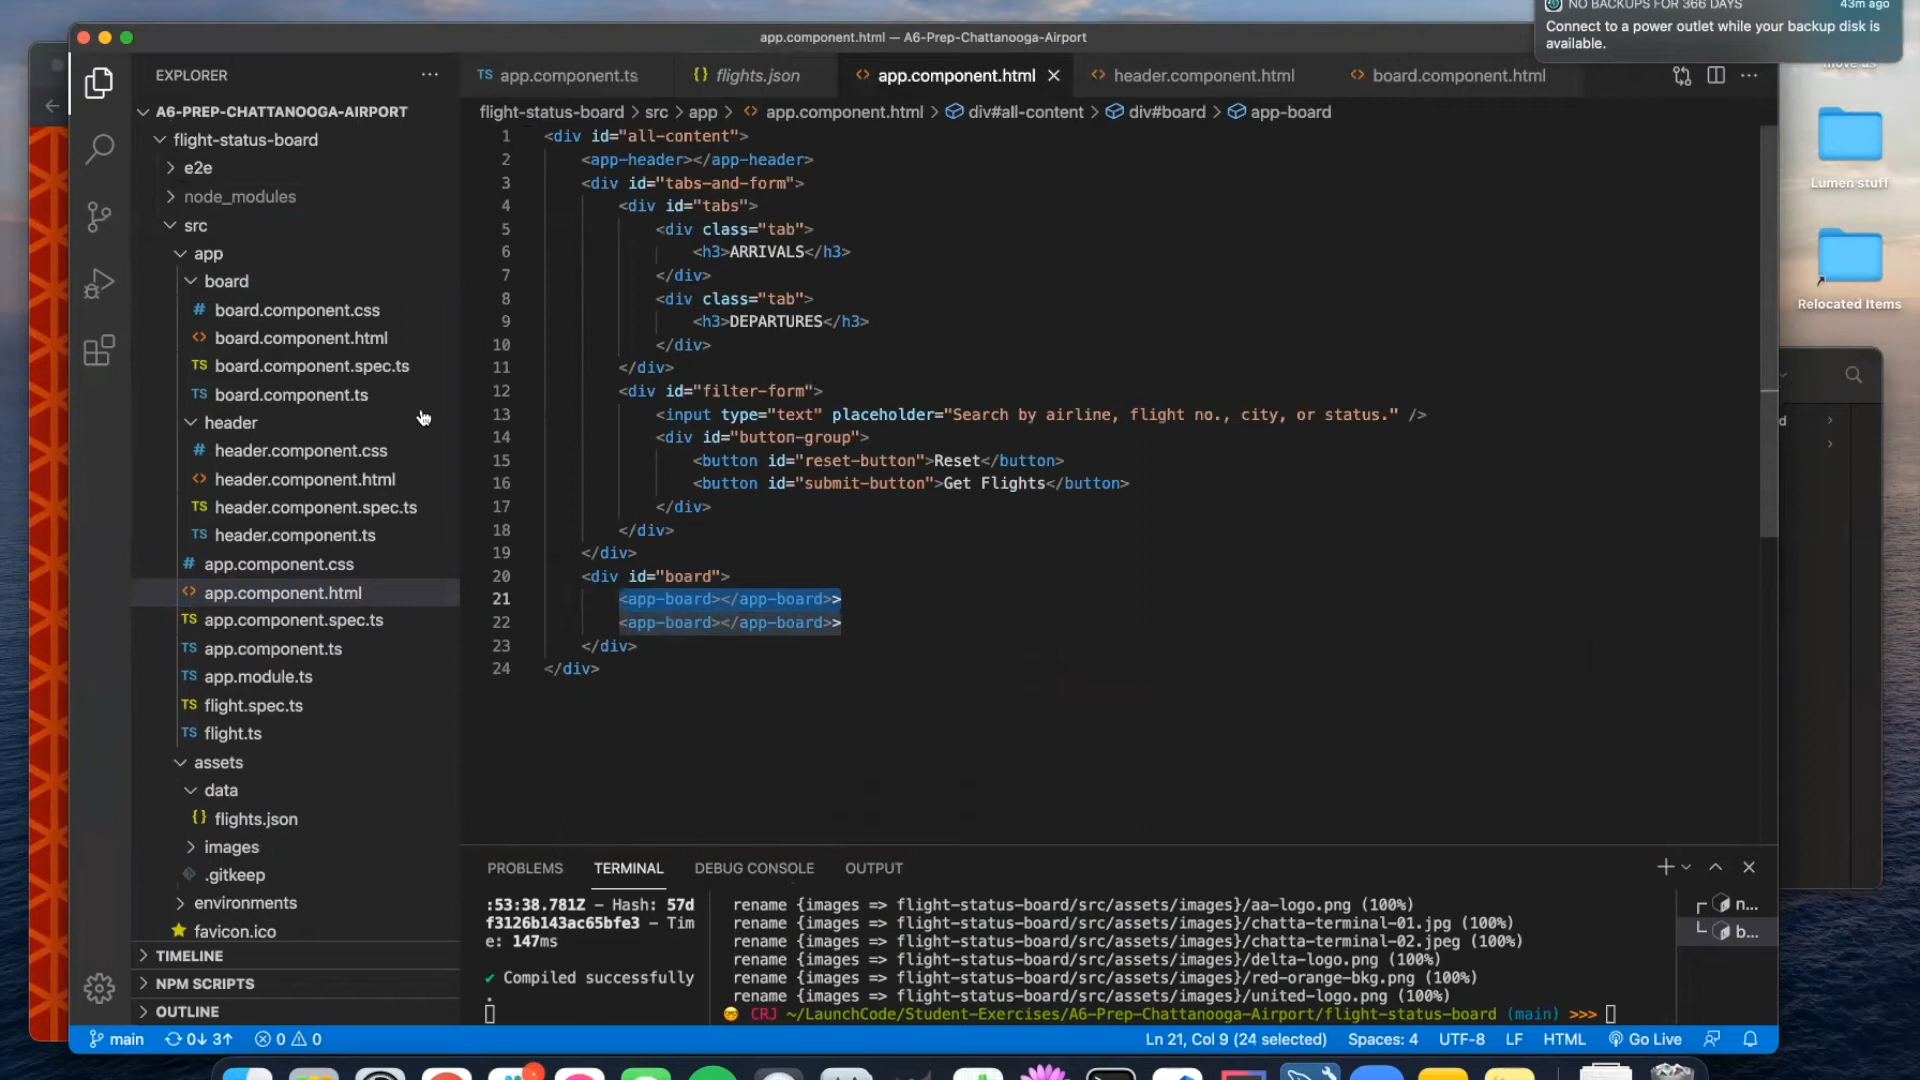 app.component.html — A6-Prep-Chattanooga-Airport
NO BACKUPS FOR 366 DAYS
43m ago
Connect to a power outlet while your backup disk is
available.
EXPLORER
TS app.component.ts
{} flights.json
<> app.component.html
<> header.component.html
<> board.component.html
flight-status-board > src > app > <> app.component.html > div#all-content > div#board > app-board
A6-PREP-CHATTANOOGA-AIRPORT
flight-status-board
e2e
node_modules
src
app
board
# board.component.css
<> board.component.html
TS board.component.spec.ts
TS board.component.ts
header
# header.component.css
<> header.component.html
TS header.component.spec.ts
TS header.component.ts
# app.component.css
<> app.component.html
TS app.component.spec.ts
TS app.component.ts
TS app.module.ts
TS flight.spec.ts
TS flight.ts
assets
data
{} flights.json
images
.gitkeep
environments
favicon.ico
TIMELINE
NPM SCRIPTS
OUTLINE
1 <div id="all-content">
2 <app-header></app-header>
3 <div id="tabs-and-form">
4 <div id="tabs">
5 <div class="tab">
6 <h3>ARRIVALS</h3>
7 </div>
8 <div class="tab">
9 <h3>DEPARTURES</h3>
10 </div>
11 </div>
12 <div id="filter-form">
13 <input type="text" placeholder="Search by airline, flight no., city, or status." />
14 <div id="button-group">
15 <button id="reset-button">Reset</button>
16 <button id="submit-button">Get Flights</button>
17 </div>
18 </div>
19 </div>
20 <div id="board">
21 <app-board></app-board>>
22 <app-board></app-board>>
23 </div>
24 </div>
PROBLEMS TERMINAL DEBUG CONSOLE OUTPUT
:53:38.781Z – Hash: 57d
f3126b143ac65bfe3 – Tim
e: 147ms
✔ Compiled successfully
.
rename {images => flight-status-board/src/assets/images}/aa-logo.png (100%)
rename {images => flight-status-board/src/assets/images}/chatta-terminal-01.jpg (100%)
rename {images => flight-status-board/src/assets/images}/chatta-terminal-02.jpeg (100%)
rename {images => flight-status-board/src/assets/images}/delta-logo.png (100%)
rename {images => flight-status-board/src/assets/images}/red-orange-bkg.png (100%)
rename {images => flight-status-board/src/assets/images}/united-logo.png (100%)
CRJ ~/LaunchCode/Student-Exercises/A6-Prep-Chattanooga-Airport/flight-status-board (main) >>>
n...
b...
main 0↓ 3↑ 0 0
Ln 21, Col 9 (24 selected) Spaces: 4 UTF-8 LF HTML Go Live
Lumen stuff
Relocated Items